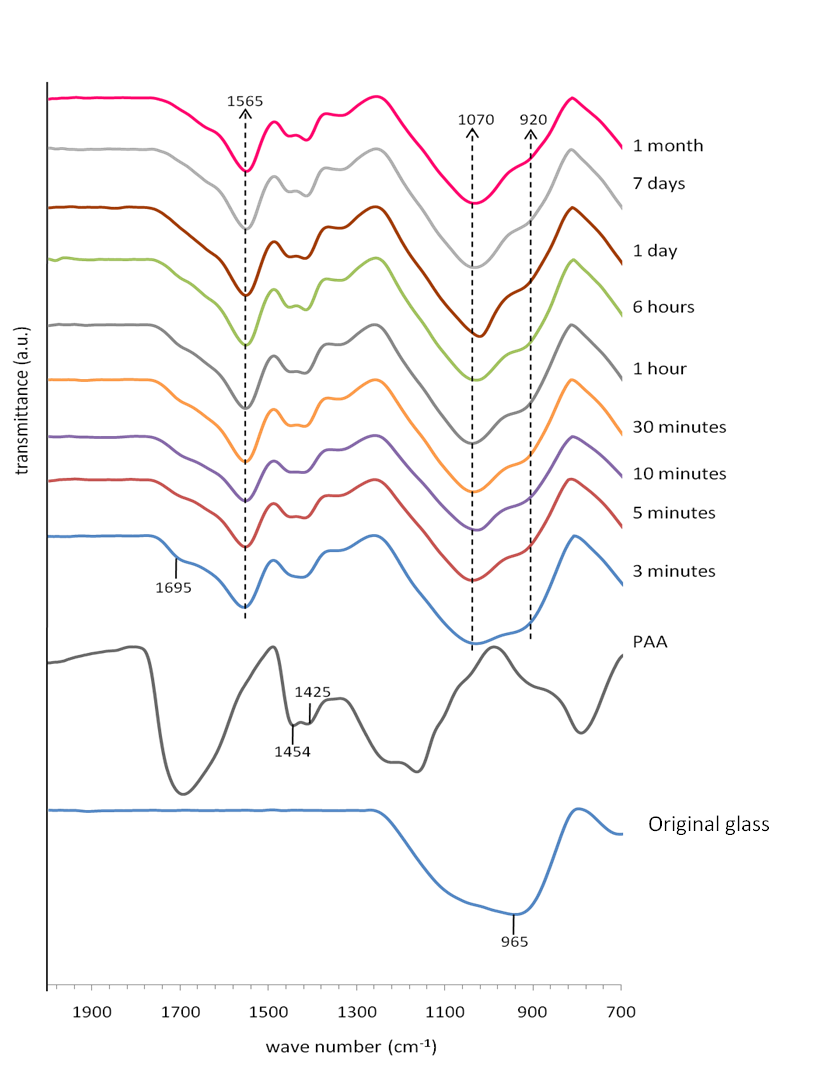 1565
1070
920
1 month
7 days
1 day
6 hours
1 hour
30 minutes
10 minutes
5 minutes
3 minutes
1695
PAA
1425
1454
Original glass
965
transmittance (a.u.)
1900 1700 1500 1300 1100 900 700
wave number (cm⁻¹)